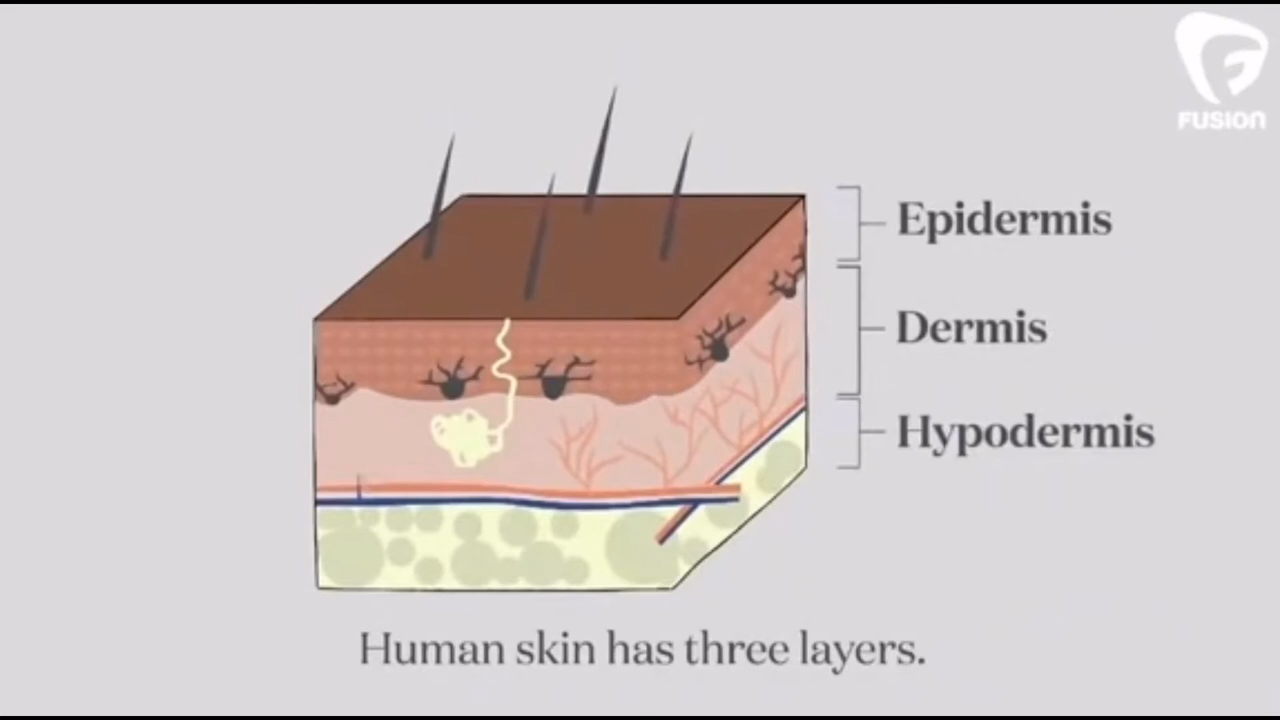 FUSION
Epidermis
Dermis
Hypodermis
Human skin has three layers.